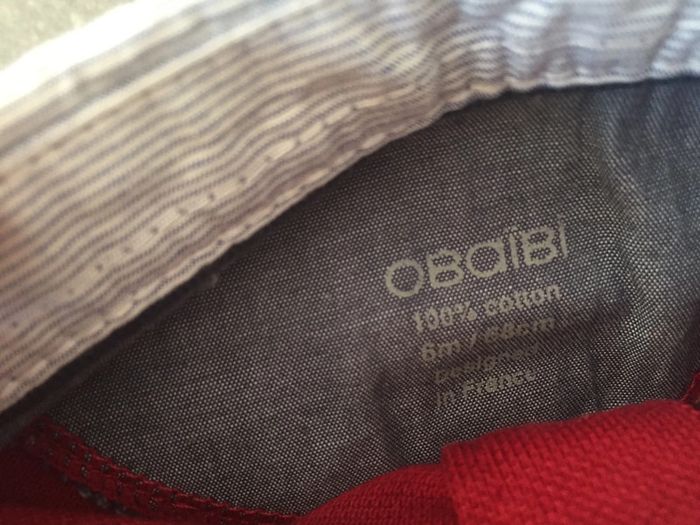 OBaïBi
100% cotton
6m / 68cm
Designed
in France